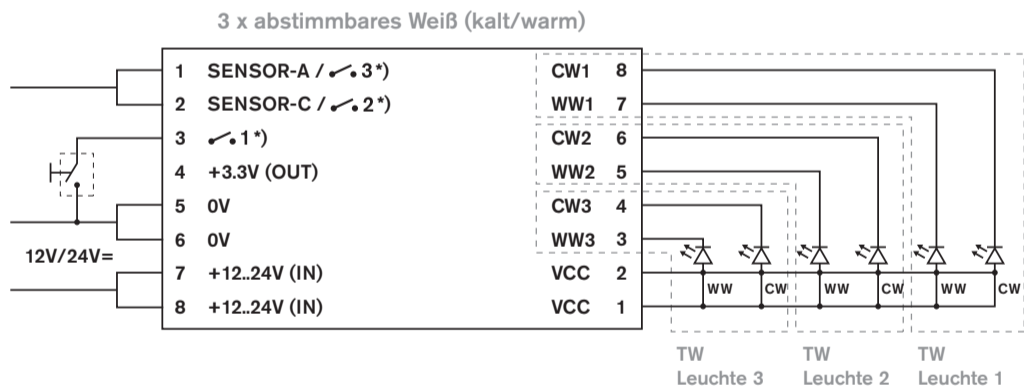 3 x abstimmbares Weiß (kalt/warm)
1 SENSOR-A / 3*) CW1 8
2 SENSOR-C / 2*) WW1 7
3 1*) CW2 6
4 +3.3V (OUT) WW2 5
5 0V CW3 4
6 0V WW3 3
12V/24V=
7 +12..24V (IN) VCC 2
8 +12..24V (IN) VCC 1
WW CW WW CW WW CW
TW TW TW
Leuchte 3 Leuchte 2 Leuchte 1